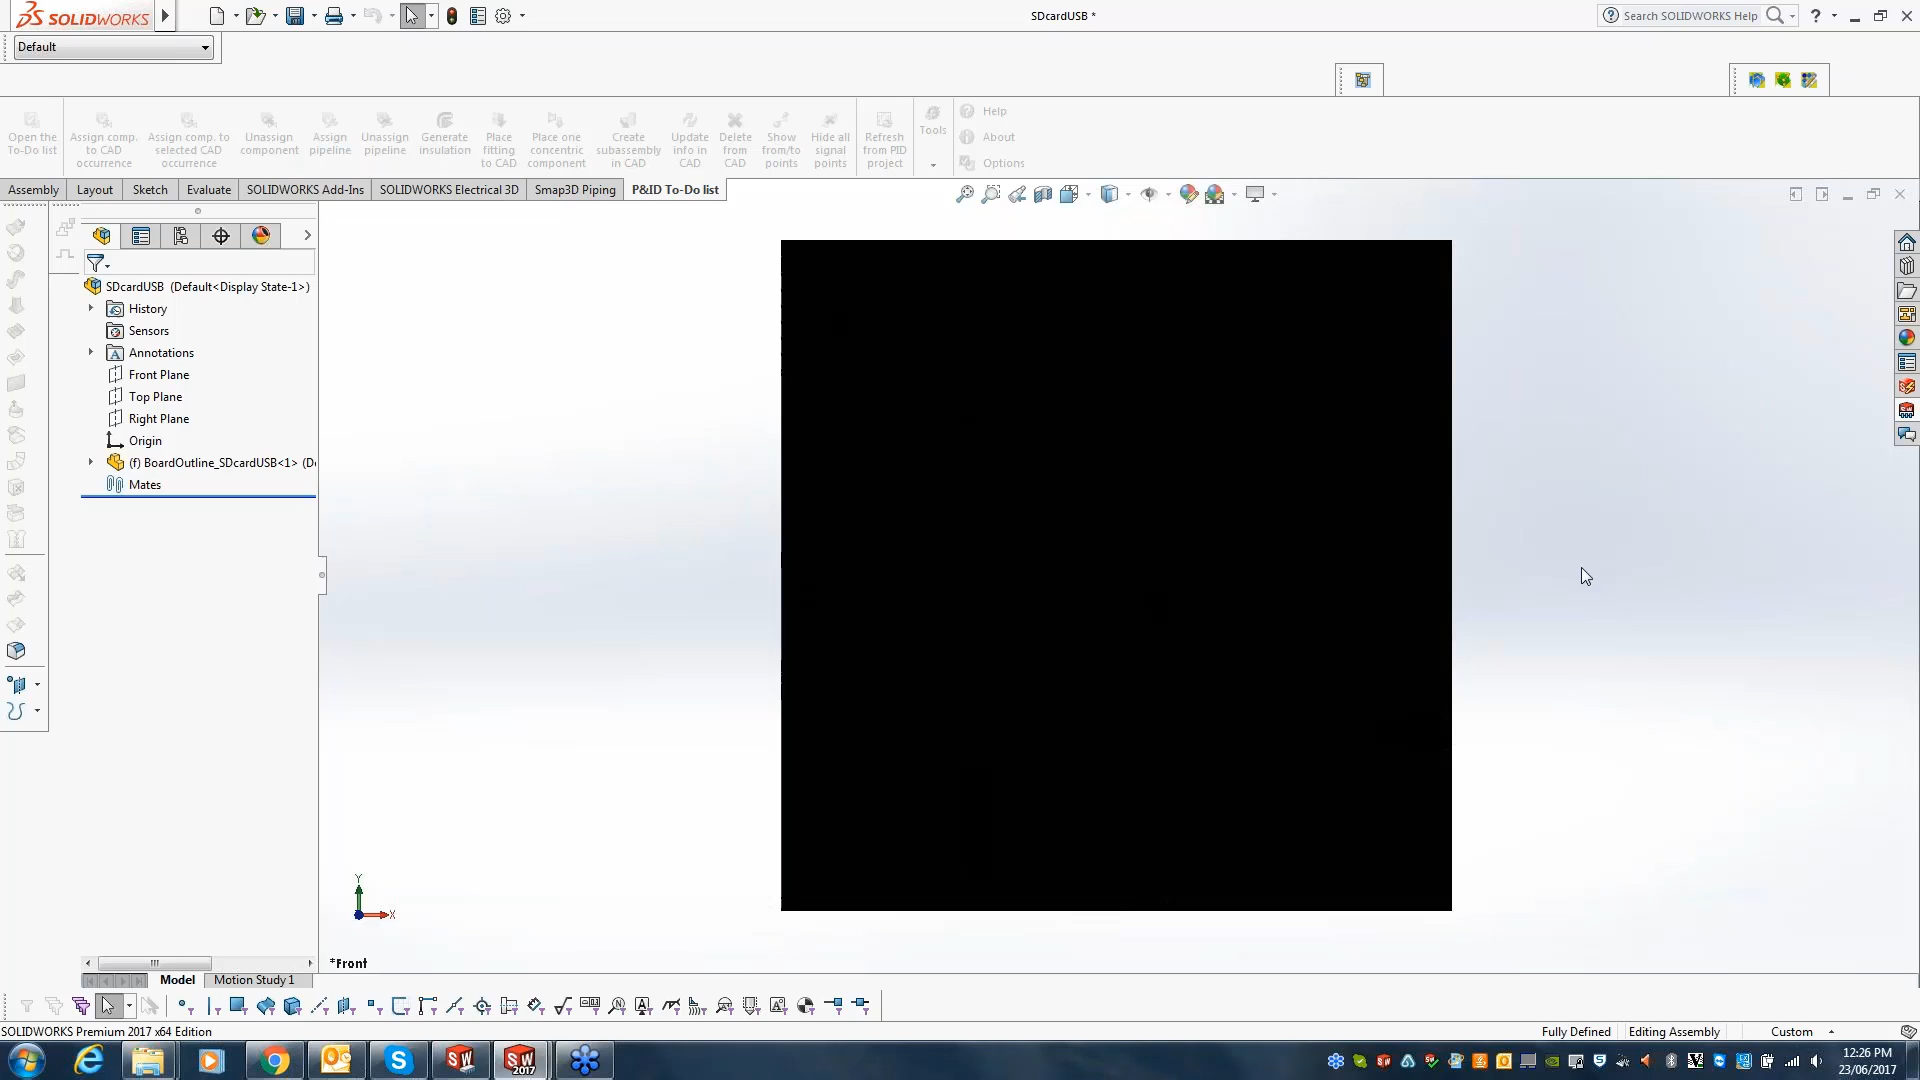 SOLIDWORKS
SDcardUSB *
Search SOLIDWORKS Help
?
Default
Open the To-Do list
Assign comp. to CAD occurrence
Assign comp. to selected CAD occurrence
Unassign component
Assign pipeline
Unassign pipeline
Generate insulation
Place fitting to CAD
Place one concentric component
Create subassembly in CAD
Update info in CAD
Delete from CAD
Show from/to points
Hide all signal points
Refresh from PID project
Tools
Help
About
Options
Assembly
Layout
Sketch
Evaluate
SOLIDWORKS Add-Ins
SOLIDWORKS Electrical 3D
Smap3D Piping
P&ID To-Do list
SDcardUSB (Default<Display State-1>)
History
Sensors
Annotations
Front Plane
Top Plane
Right Plane
Origin
(f) BoardOutline_SDcardUSB<1> (D
Mates
Y
X
*Front
Model
Motion Study 1
SOLIDWORKS Premium 2017 x64 Edition
Fully Defined
Editing Assembly
Custom
SW
SW 2017
12:26 PM
23/06/2017